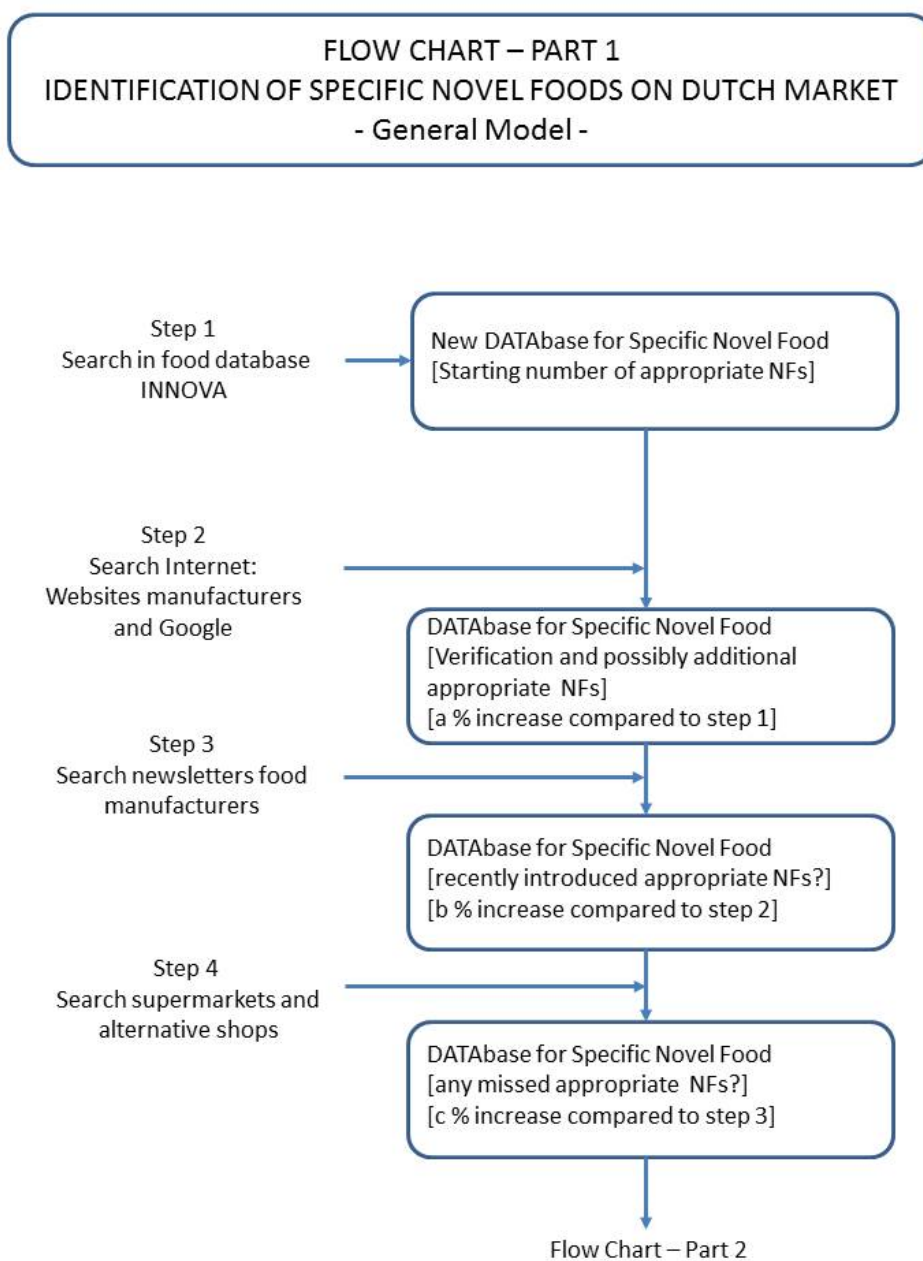 FLOW CHART – PART 1
IDENTIFICATION OF SPECIFIC NOVEL FOODS ON DUTCH MARKET
- General Model -
Step 1
Search in food database
INNOVA
New DATAbase for Specific Novel Food
[Starting number of appropriate NFs]
Step 2
Search Internet:
Websites manufacturers
and Google
DATAbase for Specific Novel Food
[Verification and possibly additional
appropriate NFs]
[a % increase compared to step 1]
Step 3
Search newsletters food
manufacturers
DATAbase for Specific Novel Food
[recently introduced appropriate NFs?]
[b % increase compared to step 2]
Step 4
Search supermarkets and
alternative shops
DATAbase for Specific Novel Food
[any missed appropriate NFs?]
[c % increase compared to step 3]
Flow Chart – Part 2